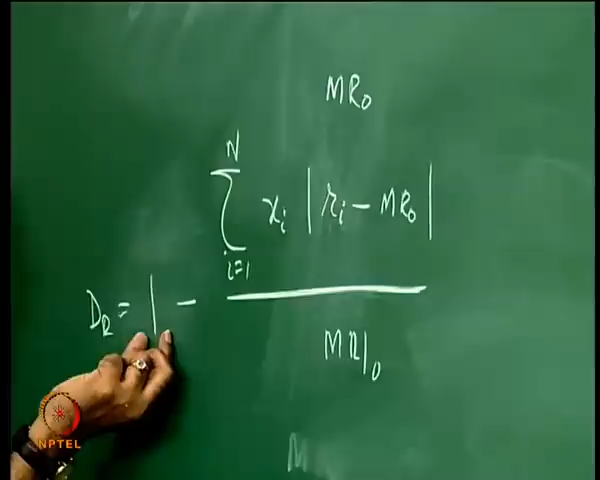 MR₀
N
∑ xᵢ | rᵢ − MR₀ |
i=1
D_R = 1 −
MR|₀
M
NPTEL